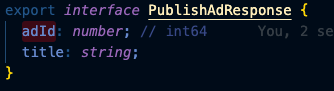 export interface PublishAdResponse {
adId: number; // int64 You, 2 se
title: string;
}